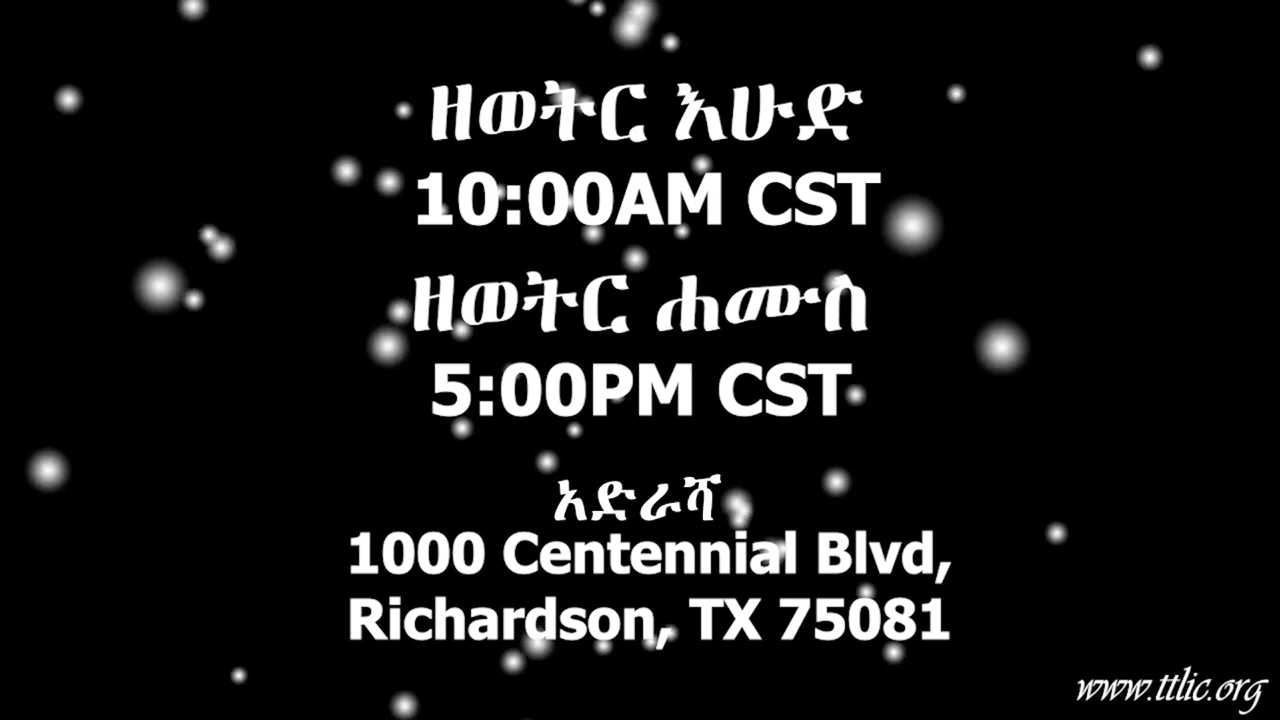 ዘወትር እሁድ
10:00AM CST
ዘወትር ሐሙስ
5:00PM CST
አድራሻ
1000 Centennial Blvd,
Richardson, TX 75081
www.ttlic.org